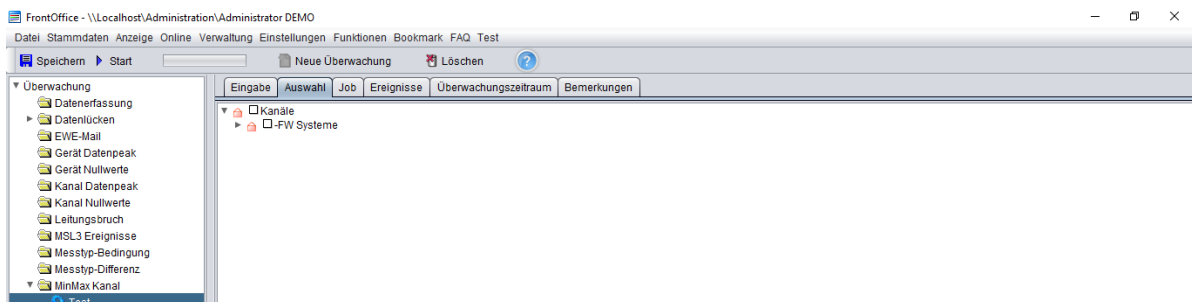 FrontOffice - \\Localhost\Administration\Administrator DEMO
Datei Stammdaten Anzeige Online Verwaltung Einstellungen Funktionen Bookmark FAQ Test
Speichern Start Neue Überwachung Löschen ?
Überwachung
Datenerfassung
Datenlücken
EWE-Mail
Gerät Datenpeak
Gerät Nullwerte
Kanal Datenpeak
Kanal Nullwerte
Leitungsbruch
MSL3 Ereignisse
Messtyp-Bedingung
Messtyp-Differenz
MinMax Kanal
Test
Eingabe Auswahl Job Ereignisse Überwachungszeitraum Bemerkungen
Kanäle
-FW Systeme